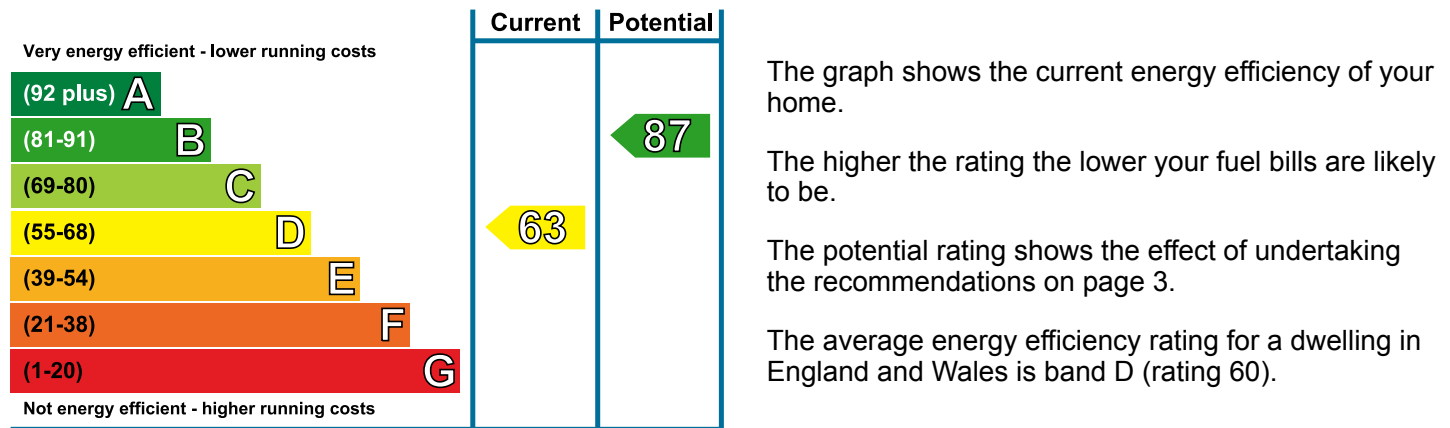 Current Potential
Very energy efficient - lower running costs
(92 plus) A
(81-91) B
87
(69-80) C
(55-68) D
63
(39-54) E
(21-38) F
(1-20) G
Not energy efficient - higher running costs
The graph shows the current energy efficiency of your
home.
The higher the rating the lower your fuel bills are likely
to be.
The potential rating shows the effect of undertaking
the recommendations on page 3.
The average energy efficiency rating for a dwelling in
England and Wales is band D (rating 60).